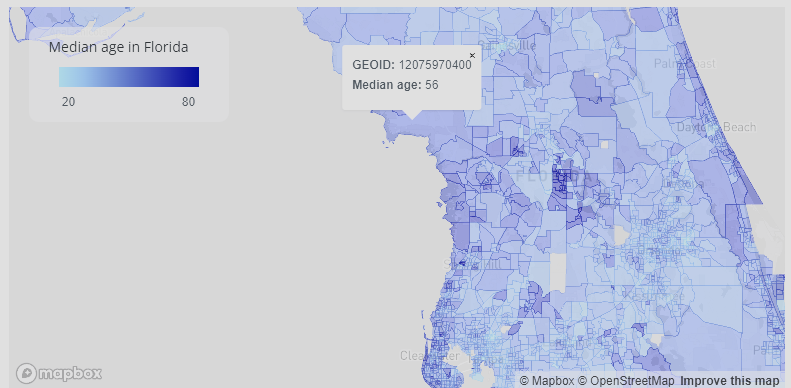 Median age in Florida
20 80
×
GEOID: 12075970400
Median age: 56
Palm Coast
Daytona Beach
FLORIDA
Clearwater
mapbox
© Mapbox © OpenStreetMap Improve this map